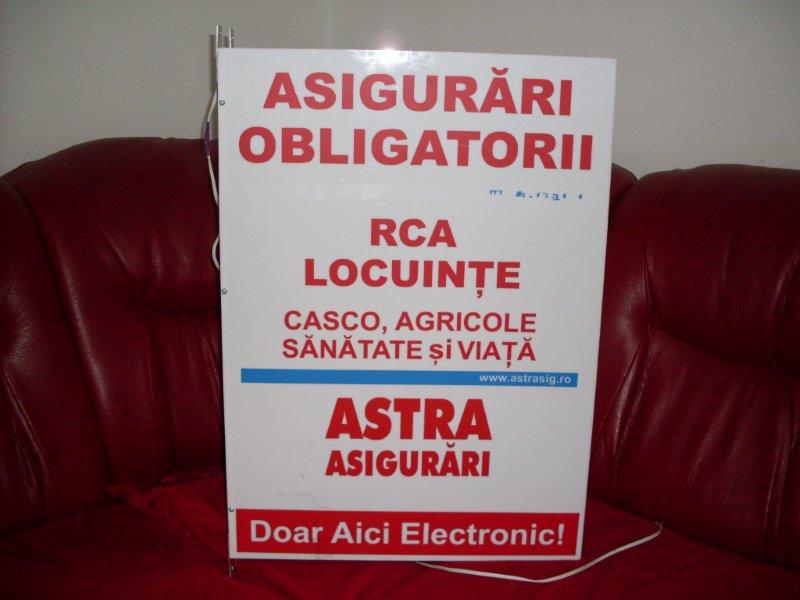 ASIGURĂRI
OBLIGATORII
RCA
LOCUINȚE
CASCO, AGRICOLE
SĂNĂTATE și VIAȚĂ
www.astrasig.ro
ASTRA
ASIGURĂRI
Doar Aici Electronic!